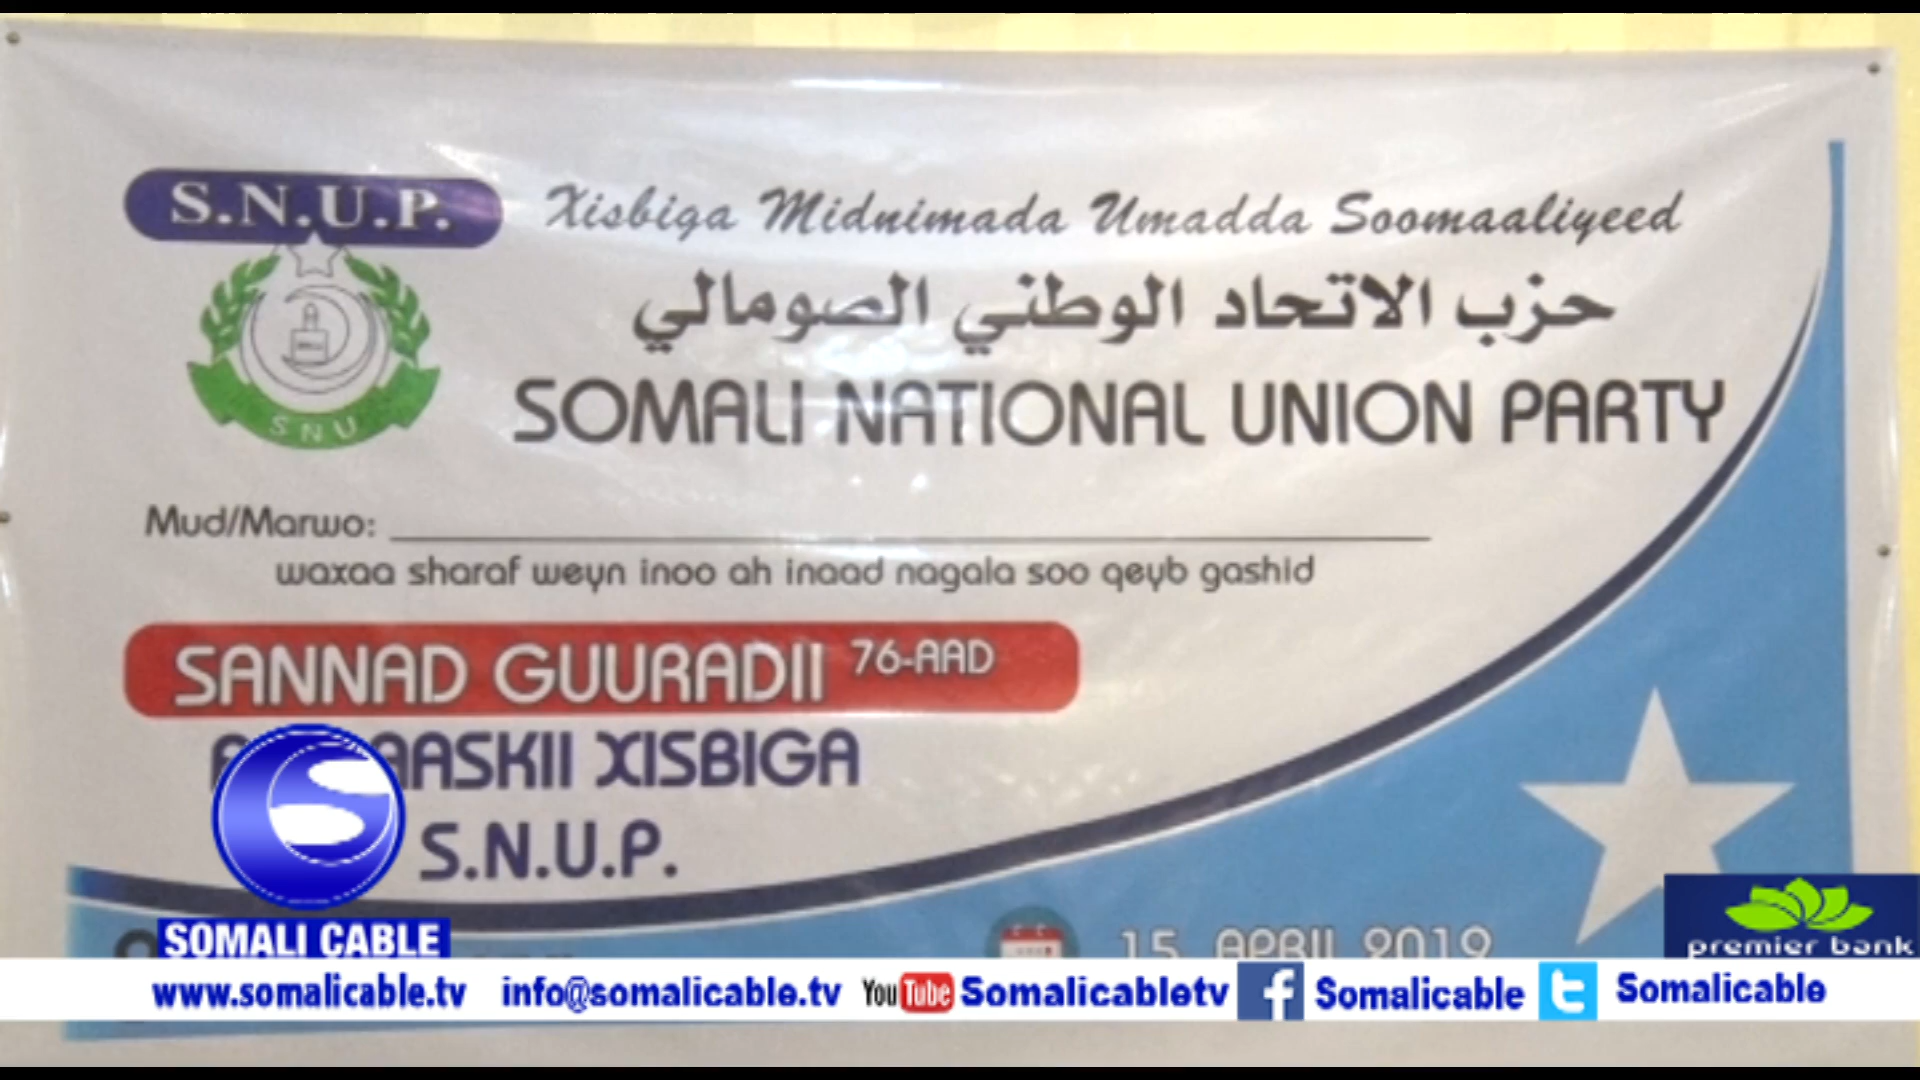 S.N.U.P.
Xisbiga Midnimada Umadda Soomaaliyeed
حزب الاتحاد الوطني الصومالي
SOMALI NATIONAL UNION PARTY
SNU
Mud/Marwo:
waxaa sharaf weyn inoo ah inaad nagala soo qeyb gashid
SANNAD GUURADII 76-AAD
XISBIGA
S.N.U.P.
15 APRIL 2019
SOMALI CABLE
premier bank
www.somalicable.tv info@somalicable.tv YouTube Somalicabletv f Somalicable t Somalicable